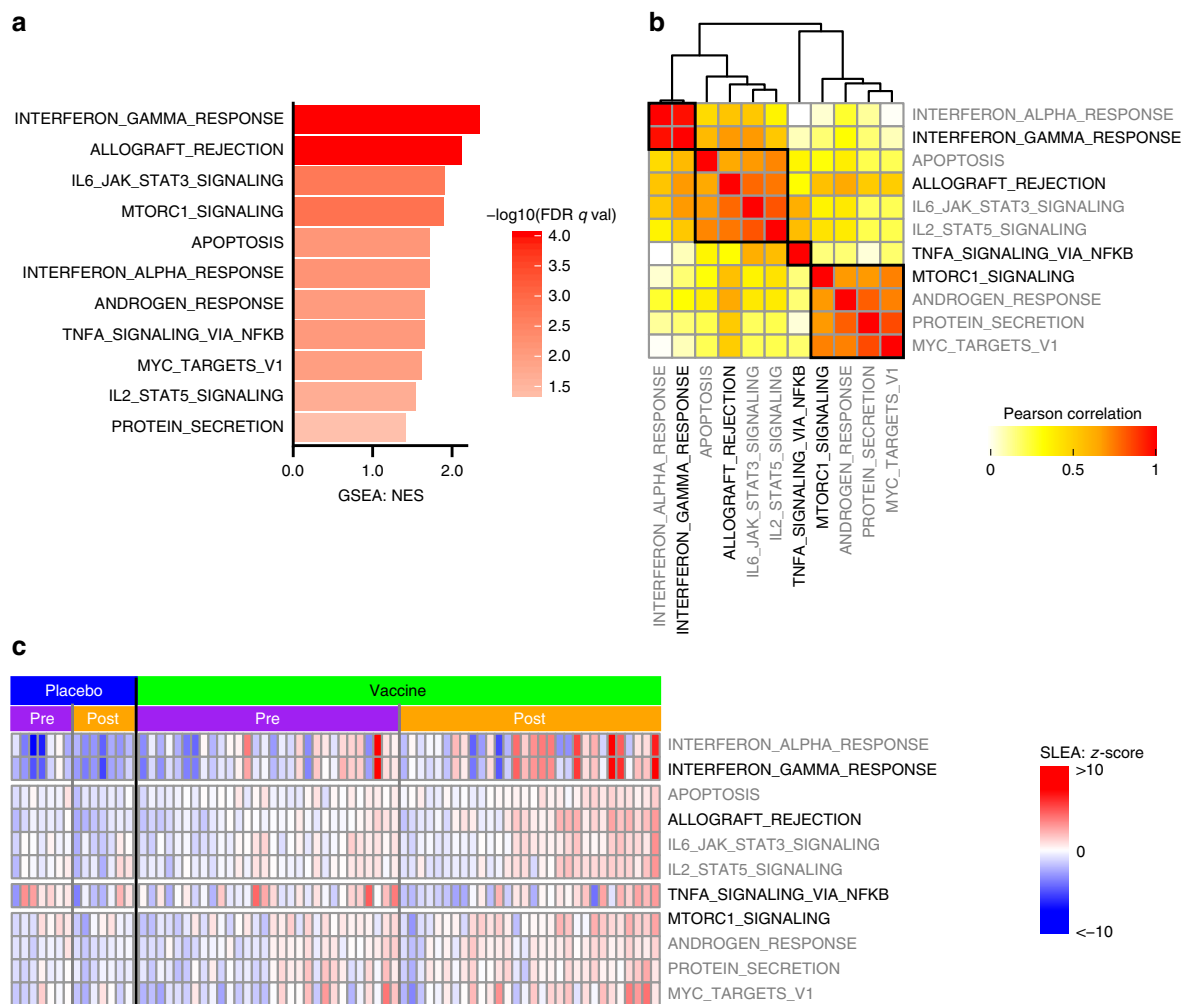 a
INTERFERON_GAMMA_RESPONSE
ALLOGRAFT_REJECTION
IL6_JAK_STAT3_SIGNALING
MTORC1_SIGNALING
APOPTOSIS
INTERFERON_ALPHA_RESPONSE
ANDROGEN_RESPONSE
TNFA_SIGNALING_VIA_NFKB
MYC_TARGETS_V1
IL2_STAT5_SIGNALING
PROTEIN_SECRETION
0.0 1.0 2.0
GSEA: NES
−log10(FDR q val)
4.0
3.5
3.0
2.5
2.0
1.5
b
INTERFERON_ALPHA_RESPONSE
INTERFERON_GAMMA_RESPONSE
APOPTOSIS
ALLOGRAFT_REJECTION
IL6_JAK_STAT3_SIGNALING
IL2_STAT5_SIGNALING
TNFA_SIGNALING_VIA_NFKB
MTORC1_SIGNALING
ANDROGEN_RESPONSE
PROTEIN_SECRETION
MYC_TARGETS_V1
INTERFERON_ALPHA_RESPONSE
INTERFERON_GAMMA_RESPONSE
APOPTOSIS
ALLOGRAFT_REJECTION
IL6_JAK_STAT3_SIGNALING
IL2_STAT5_SIGNALING
TNFA_SIGNALING_VIA_NFKB
MTORC1_SIGNALING
ANDROGEN_RESPONSE
PROTEIN_SECRETION
MYC_TARGETS_V1
Pearson correlation
0 0.5 1
c
Placebo Vaccine
Pre Post Pre Post
INTERFERON_ALPHA_RESPONSE
INTERFERON_GAMMA_RESPONSE
APOPTOSIS
ALLOGRAFT_REJECTION
IL6_JAK_STAT3_SIGNALING
IL2_STAT5_SIGNALING
TNFA_SIGNALING_VIA_NFKB
MTORC1_SIGNALING
ANDROGEN_RESPONSE
PROTEIN_SECRETION
MYC_TARGETS_V1
SLEA: z-score
>10
0
<−10